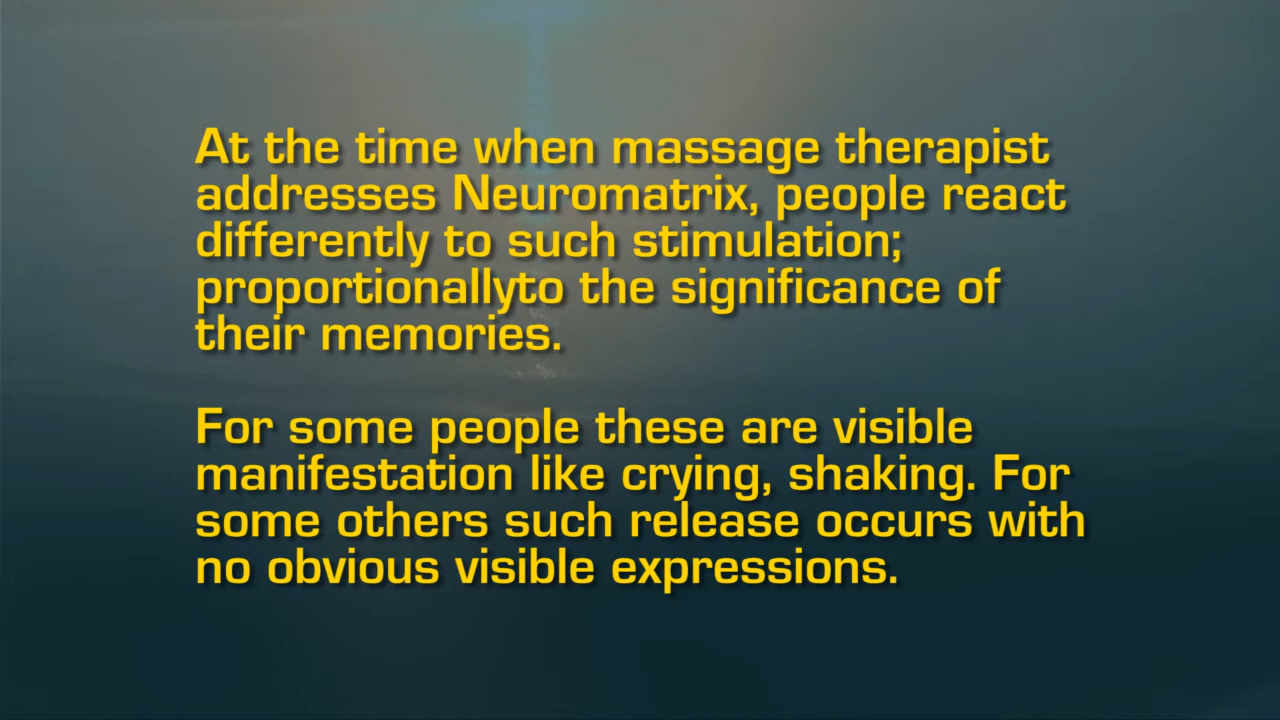 At the time when massage therapist
addresses Neuromatrix, people react
differently to such stimulation;
proportionallyto the significance of
their memories.
For some people these are visible
manifestation like crying, shaking. For
some others such release occurs with
no obvious visible expressions.